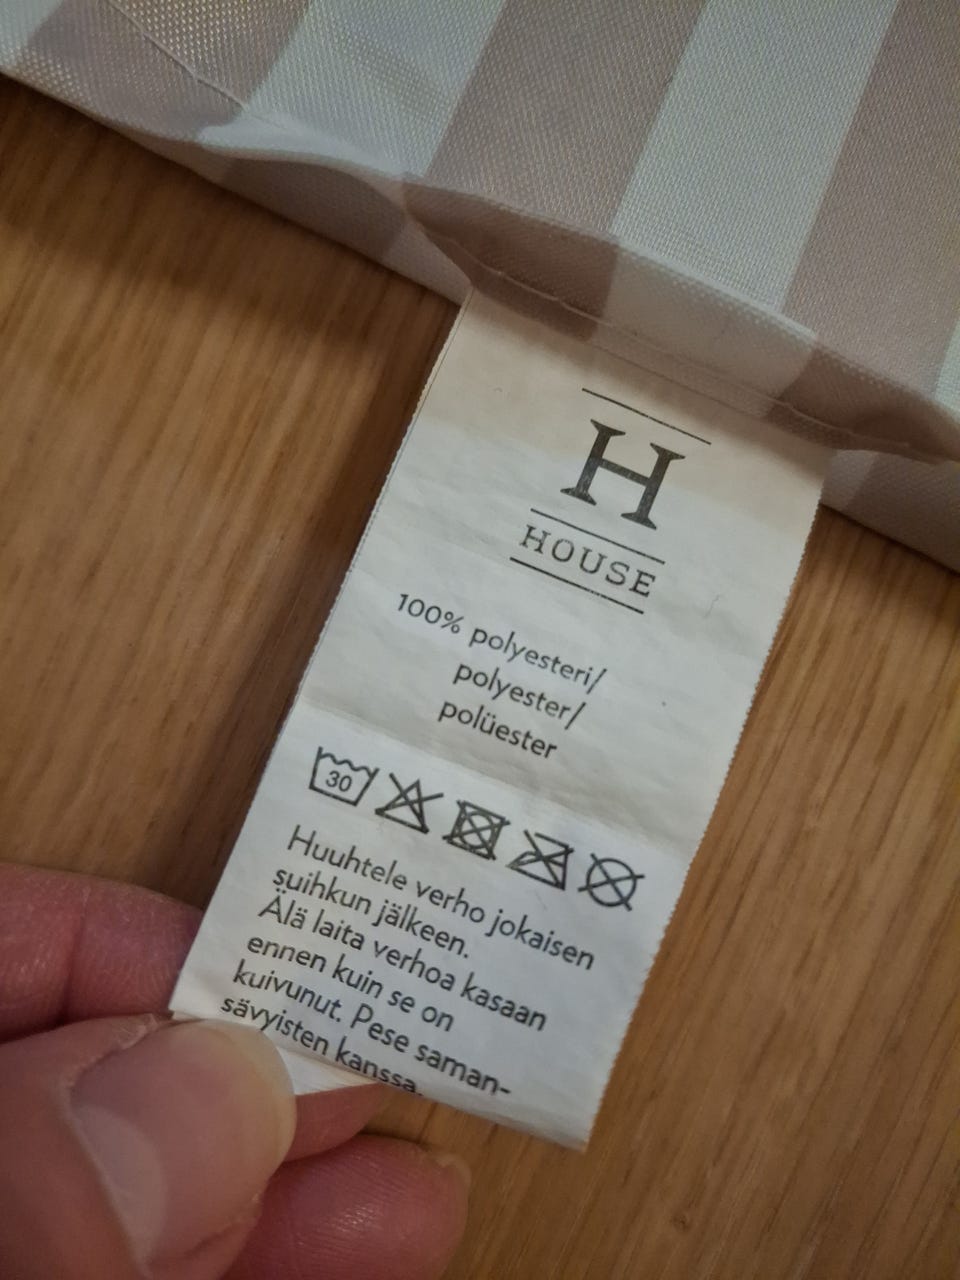 H
HOUSE
100% polyesteri/
polyester/
polüester
30
Huuhtele verho jokaisen
suihkun jälkeen.
Älä laita verhoa kasaan
ennen kuin se on
kuivunut. Pese saman-
sävyisten kanssa.